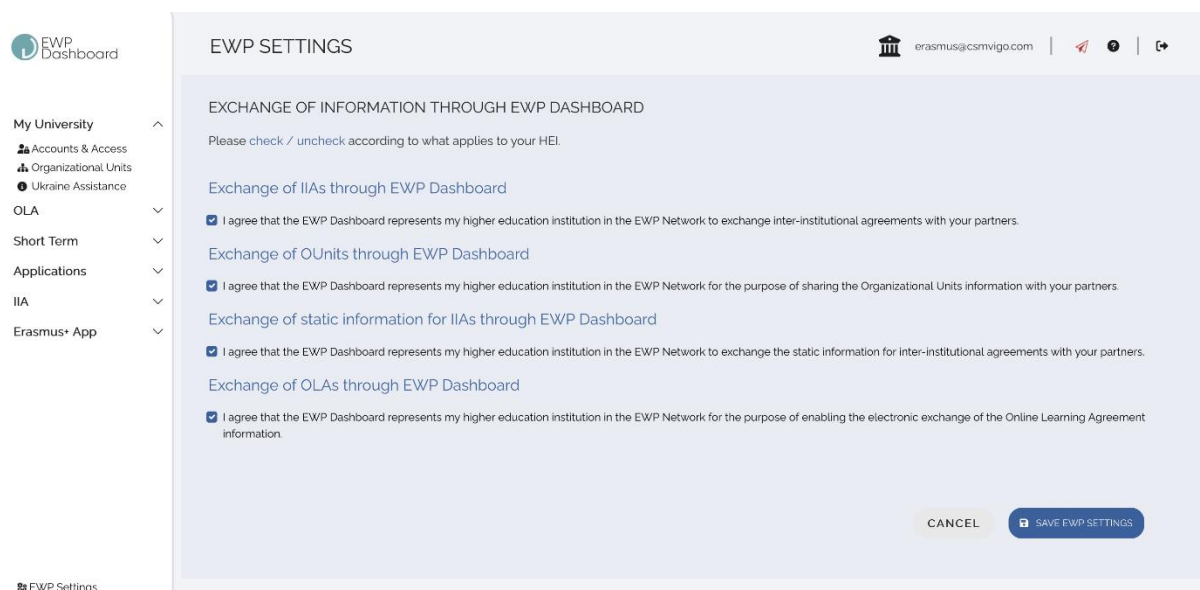 EWP
Dashboard
EWP SETTINGS
erasmus@csmvigo.com
My University
Accounts & Access
Organizational Units
Ukraine Assistance
OLA
Short Term
Applications
IIA
Erasmus+ App
EWP Settings
EXCHANGE OF INFORMATION THROUGH EWP DASHBOARD
Please check / uncheck according to what applies to your HEI.
Exchange of IIAs through EWP Dashboard
I agree that the EWP Dashboard represents my higher education institution in the EWP Network to exchange inter-institutional agreements with your partners.
Exchange of OUnits through EWP Dashboard
I agree that the EWP Dashboard represents my higher education institution in the EWP Network for the purpose of sharing the Organizational Units information with your partners.
Exchange of static information for IIAs through EWP Dashboard
I agree that the EWP Dashboard represents my higher education institution in the EWP Network to exchange the static information for inter-institutional agreements with your partners.
Exchange of OLAs through EWP Dashboard
I agree that the EWP Dashboard represents my higher education institution in the EWP Network for the purpose of enabling the electronic exchange of the Online Learning Agreement
information.
CANCEL
SAVE EWP SETTINGS